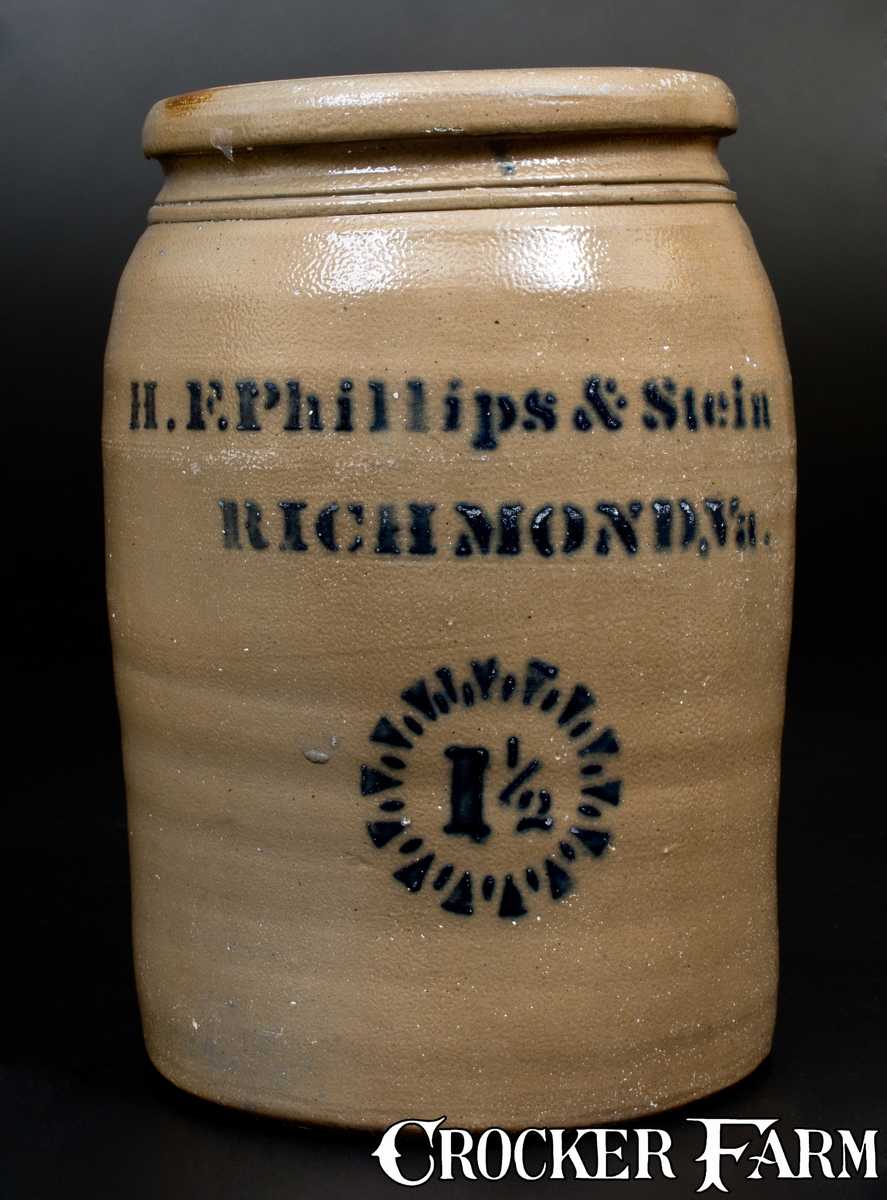 H.F.Phillips & Stein
RICHMOND,Va.
1½
CROCKER FARM